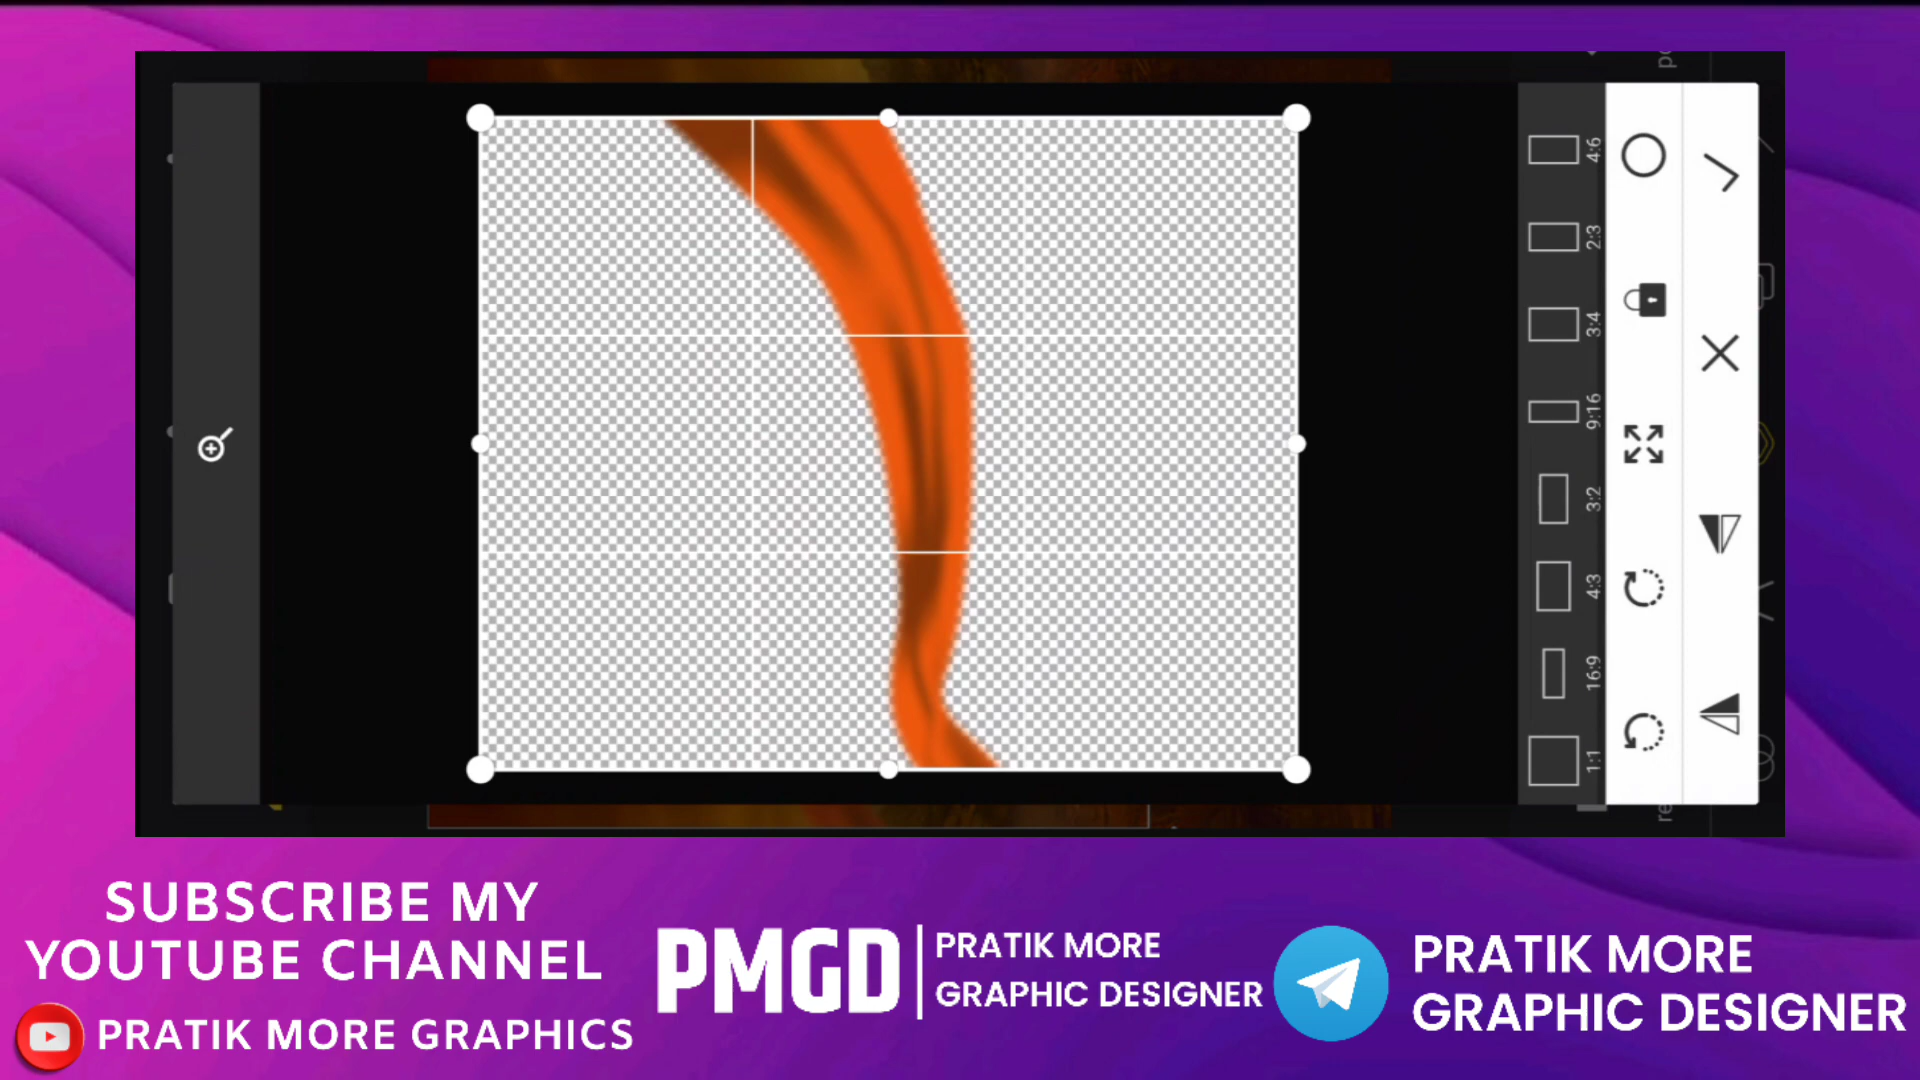 4:6
2:3
3:4
9:16
3:2
4:3
16:9
1:1
SUBSCRIBE MY
YOUTUBE CHANNEL
PRATIK MORE GRAPHICS
PMGD
PRATIK MORE
GRAPHIC DESIGNER
PRATIK MORE
GRAPHIC DESIGNER